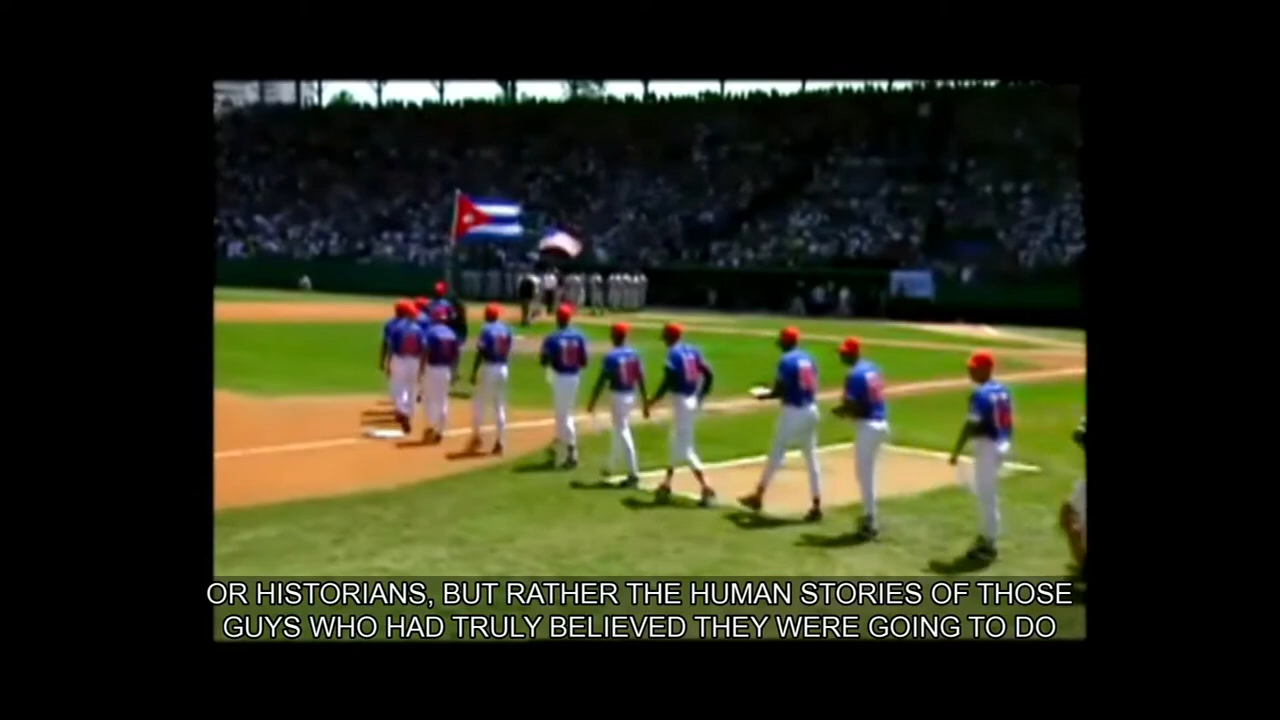 OR HISTORIANS, BUT RATHER THE HUMAN STORIES OF THOSE
GUYS WHO HAD TRULY BELIEVED THEY WERE GOING TO DO